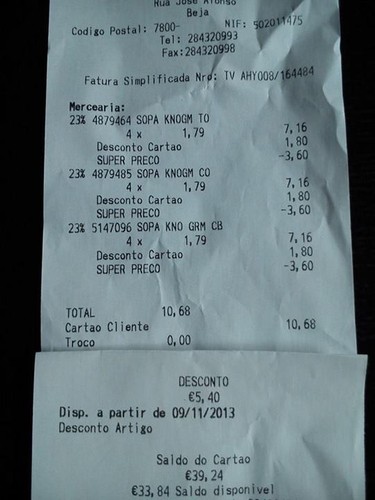 Rua José Afonso
Beja
Codigo Postal: 7800- NIF: 502011475
Tel: 284320993
Fax:284320998
Fatura Simplificada Nro: TV AHY008/164484
Mercearia:
23% 4879464 SOPA KNOGM TO
4 x 1,79 7,16
Desconto Cartao 1,80
SUPER PRECO -3,60
23% 4879485 SOPA KNOGM CO
4 x 1,79 7,16
Desconto Cartao 1,80
SUPER PRECO -3,60
23% 5147096 SOPA KNO GRM CB
4 x 1,79 7,16
Desconto Cartao 1,80
SUPER PRECO -3,60
TOTAL 10,68
Cartao Cliente 10,68
Troco 0,00
DESCONTO
€5,40
Disp. a partir de 09/11/2013
Desconto Artigo
Saldo do Cartao
€39,24
€33,84 Saldo disponivel